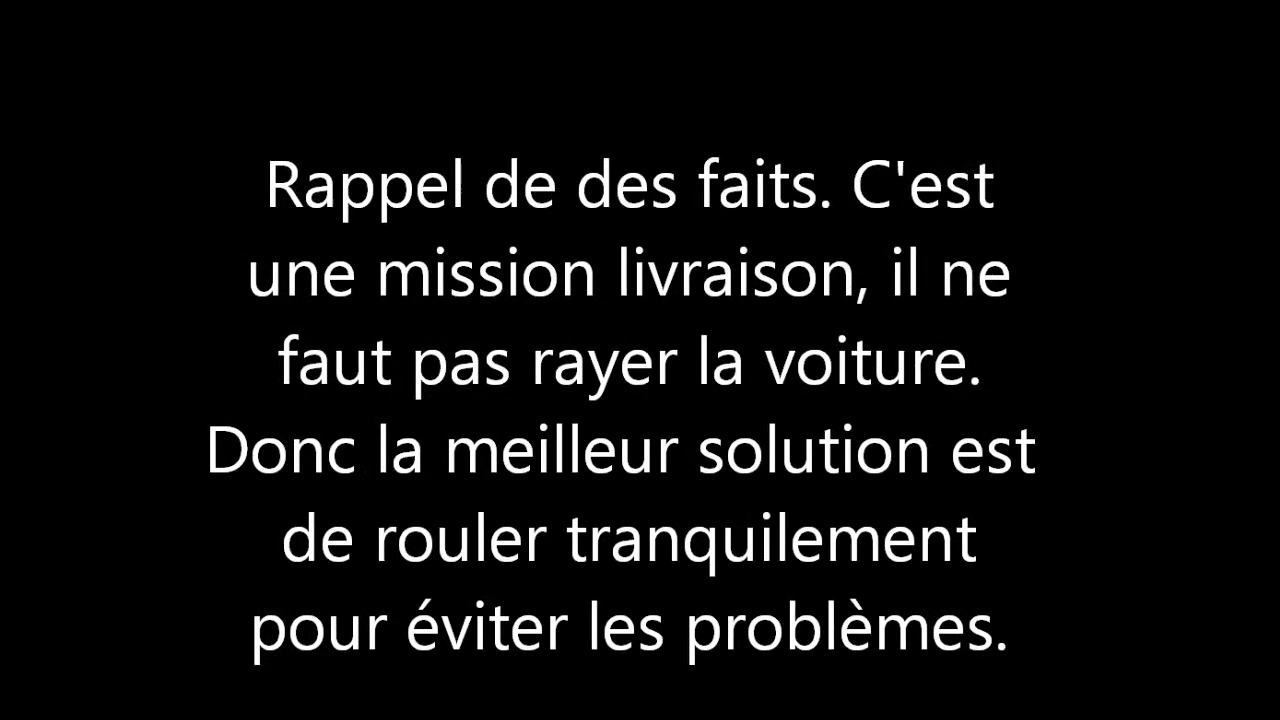 Rappel de des faits. C'est
une mission livraison, il ne
faut pas rayer la voiture.
Donc la meilleur solution est
de rouler tranquilement
pour éviter les problèmes.